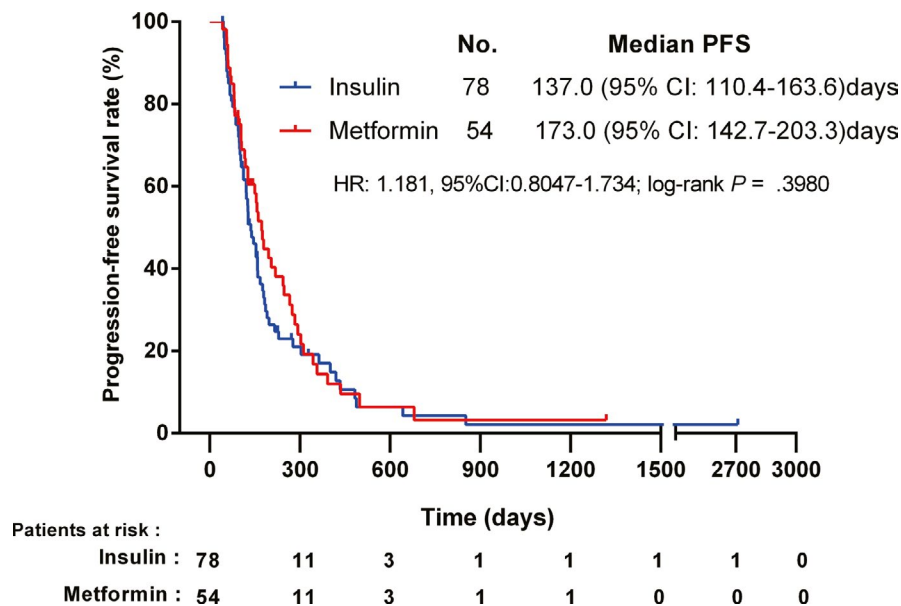 Progression-free survival rate (%)
100
80
60
40
20
0
No. Median PFS
Insulin 78 137.0 (95% CI: 110.4-163.6)days
Metformin 54 173.0 (95% CI: 142.7-203.3)days
HR: 1.181, 95%CI:0.8047-1.734; log-rank P = .3980
0 300 600 900 1200 1500 2700 3000
Time (days)
Patients at risk :
Insulin : 78 11 3 1 1 1 1 0
Metformin : 54 11 3 1 1 0 0 0